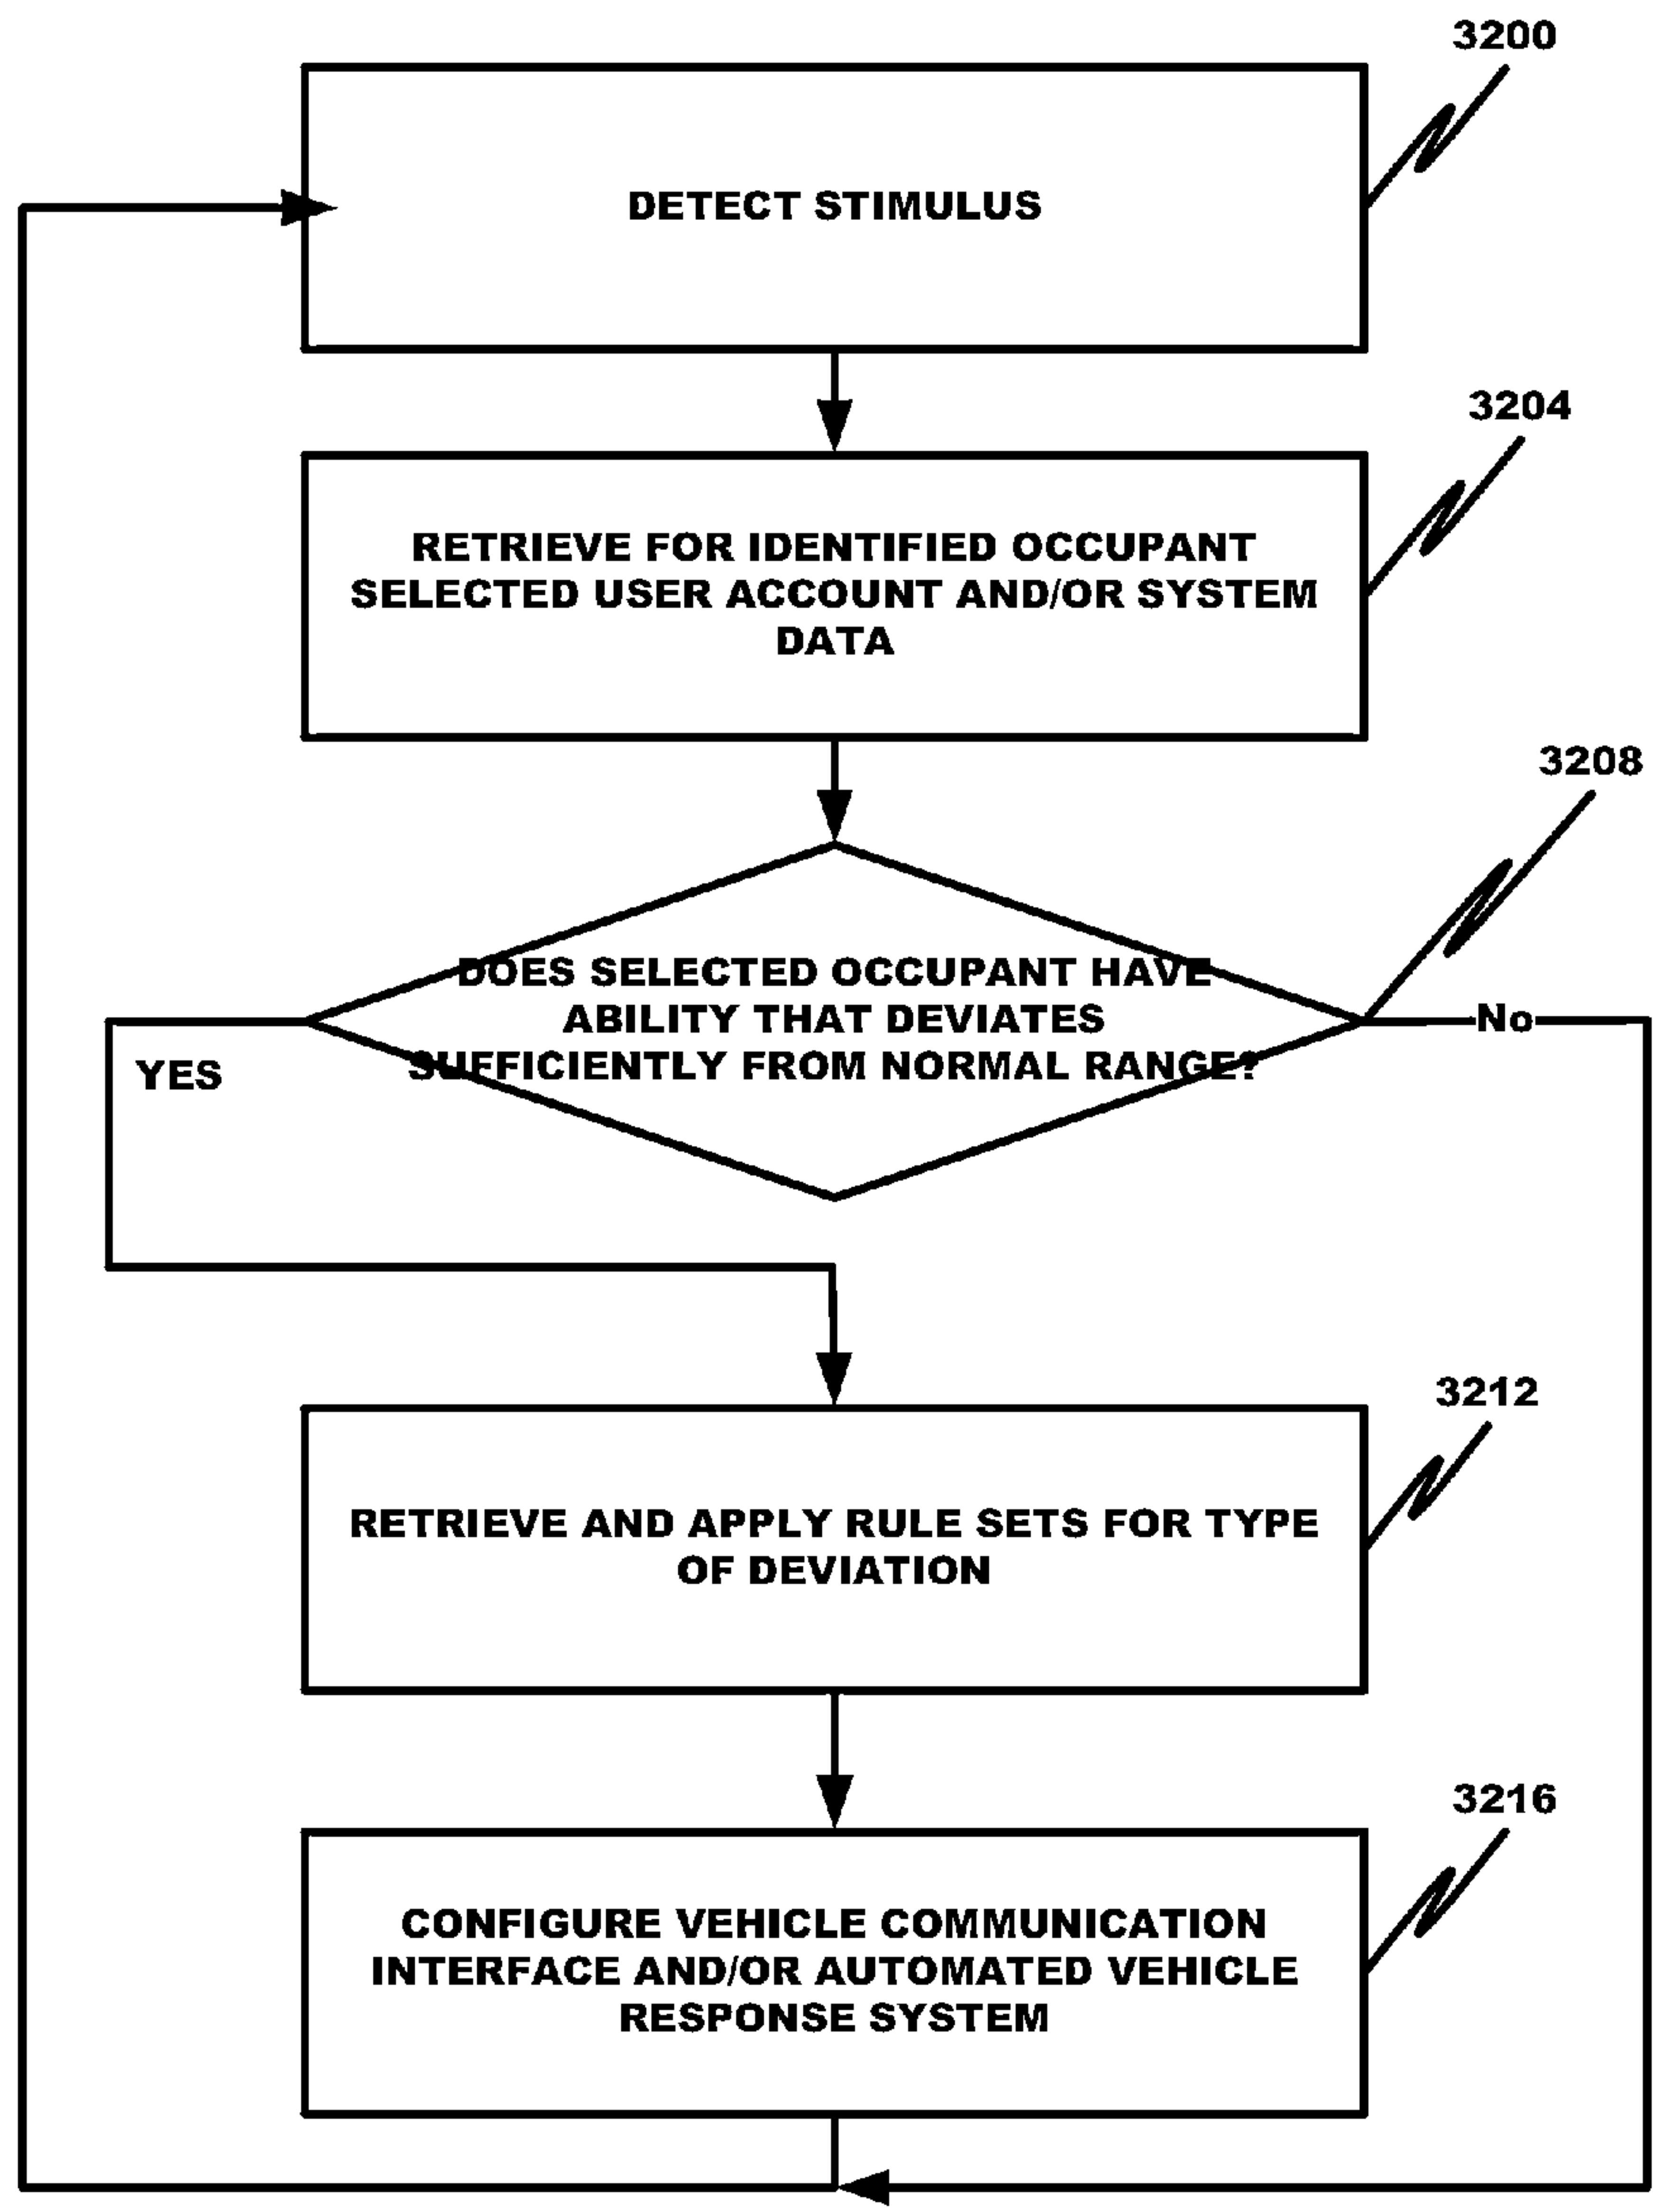 3200
DETECT STIMULUS
3204
RETRIEVE FOR IDENTIFIED OCCUPANT
SELECTED USER ACCOUNT AND/OR SYSTEM
DATA
3208
DOES SELECTED OCCUPANT HAVE
ABILITY THAT DEVIATES
SUFFICIENTLY FROM NORMAL RANGE?
No
YES
3212
RETRIEVE AND APPLY RULE SETS FOR TYPE
OF DEVIATION
3216
CONFIGURE VEHICLE COMMUNICATION
INTERFACE AND/OR AUTOMATED VEHICLE
RESPONSE SYSTEM